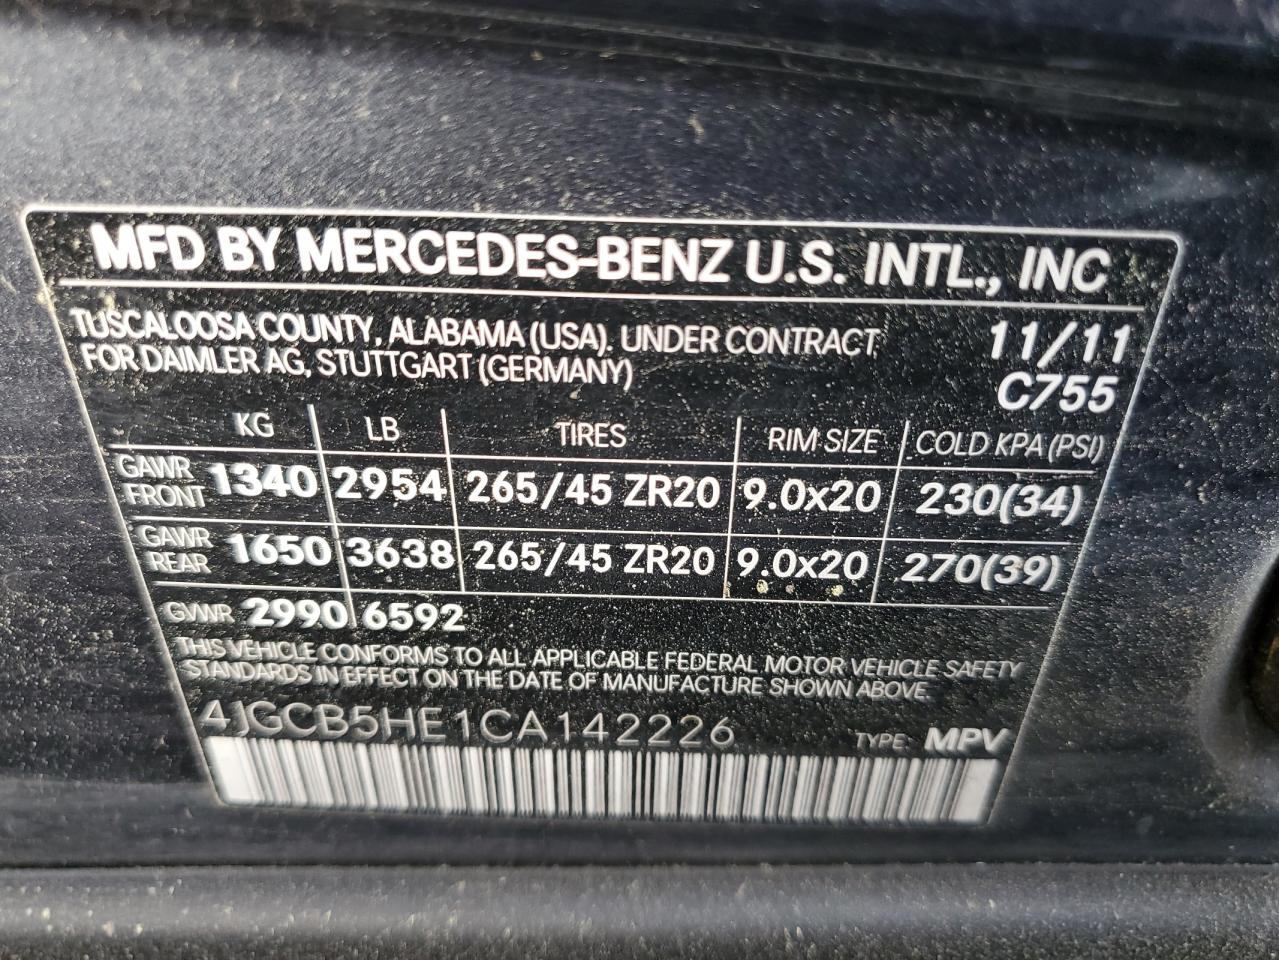 MFD BY MERCEDES-BENZ U.S. INTL., INC
TUSCALOOSA COUNTY, ALABAMA (USA). UNDER CONTRACT 11/11
FOR DAIMLER AG, STUTTGART (GERMANY) C755
KG LB TIRES RIM SIZE COLD KPA (PSI)
GAWR FRONT 1340 2954 265/45 ZR20 9.0x20 230(34)
GAWR REAR 1650 3638 265/45 ZR20 9.0x20 270(39)
GVWR 2990 6592
THIS VEHICLE CONFORMS TO ALL APPLICABLE FEDERAL MOTOR VEHICLE SAFETY
STANDARDS IN EFFECT ON THE DATE OF MANUFACTURE SHOWN ABOVE.
4JGCB5HE1CA142226 TYPE: MPV